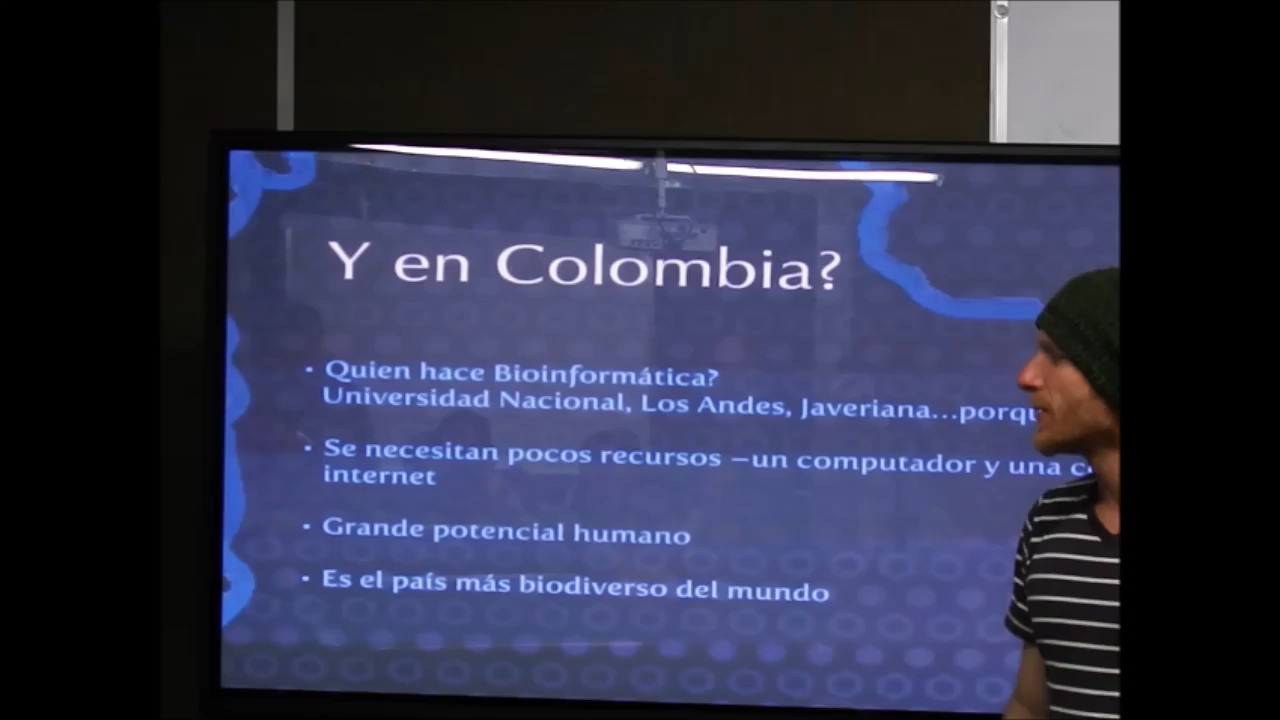 Y en Colombia?
• Quien hace Bioinformática?
Universidad Nacional, Los Andes, Javeriana...
• Se necesitan pocos recursos –un computador y una
internet
• Grande potencial humano
• Es el país más biodiverso del mundo